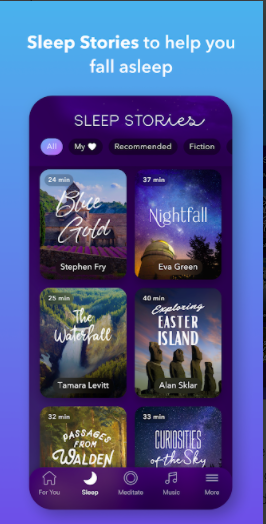 Sleep Stories to help you
fall asleep
SLEEP STORies
All
My
Recommended
Fiction
24 min
Blue
Gold
Stephen Fry
37 min
Nightfall
Eva Green
25 min
The
Waterfall
Tamara Levitt
40 min
Exploring
EASTER
ISLAND
Alan Sklar
32 min
PASSAGES
FROM
WALDEN
33 min
CURIOSITIES
of the Sky
For You
Sleep
Meditate
Music
More